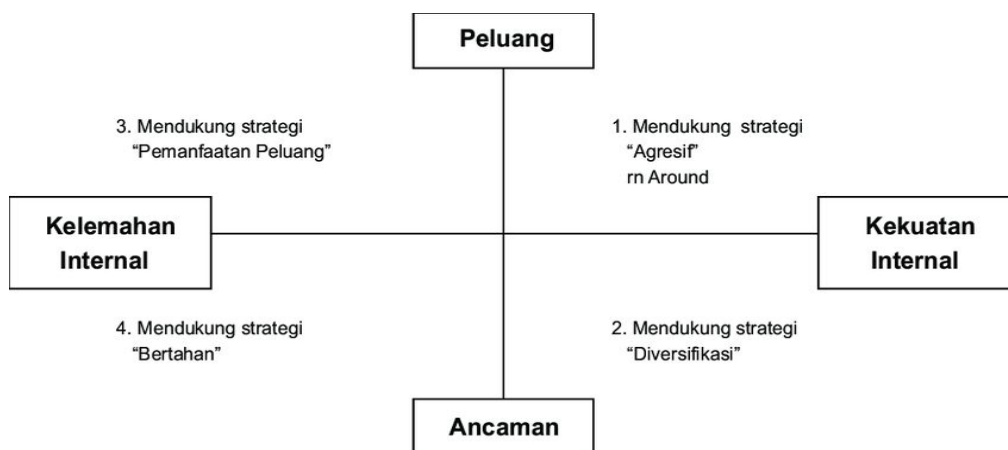 Peluang
3. Mendukung strategi
“Pemanfaatan Peluang”
1. Mendukung strategi
“Agresif”
rn Around
Kelemahan
Internal
Kekuatan
Internal
4. Mendukung strategi
“Bertahan”
2. Mendukung strategi
“Diversifikasi”
Ancaman